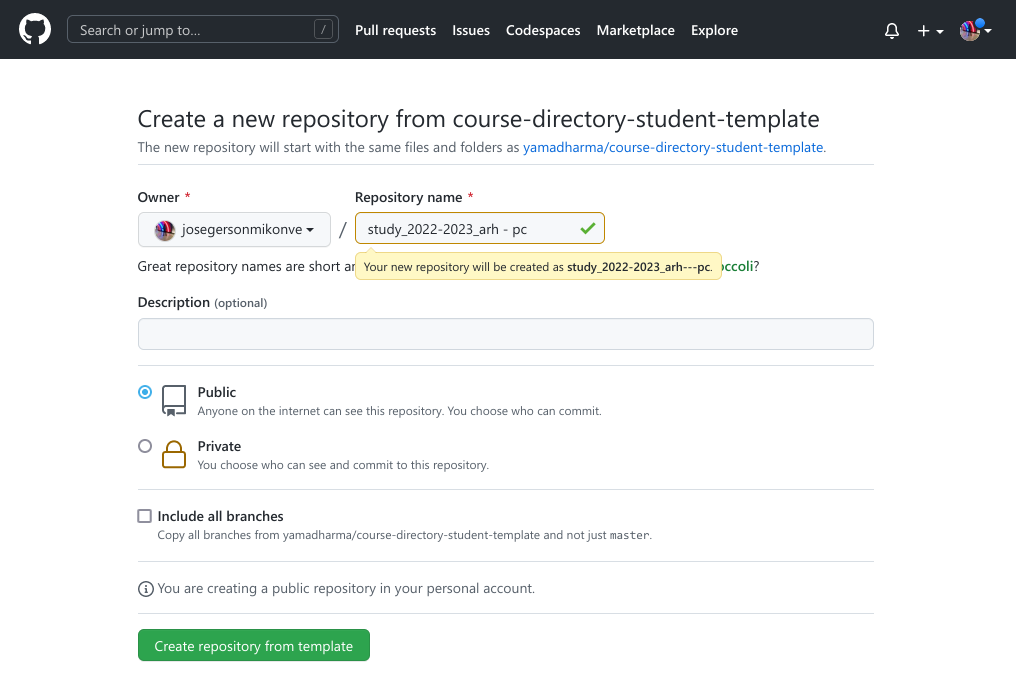 Search or jump to... /
Pull requests Issues Codespaces Marketplace Explore
Create a new repository from course-directory-student-template
The new repository will start with the same files and folders as yamadharma/course-directory-student-template.
Owner * Repository name *
josegersonmikonve / study_2022-2023_arh - pc
Great repository names are short
Your new repository will be created as study_2022-2023_arh---pc.
Description (optional)
Public
Anyone on the internet can see this repository. You choose who can commit.
Private
You choose who can see and commit to this repository.
Include all branches
Copy all branches from yamadharma/course-directory-student-template and not just master.
You are creating a public repository in your personal account.
Create repository from template